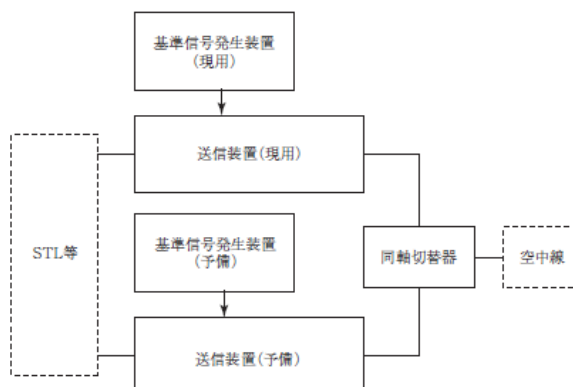 基準信号発生装置
(現用)
送信装置(現用)
STL等
基準信号発生装置
(予備)
同軸切替器
空中線
送信装置(予備)